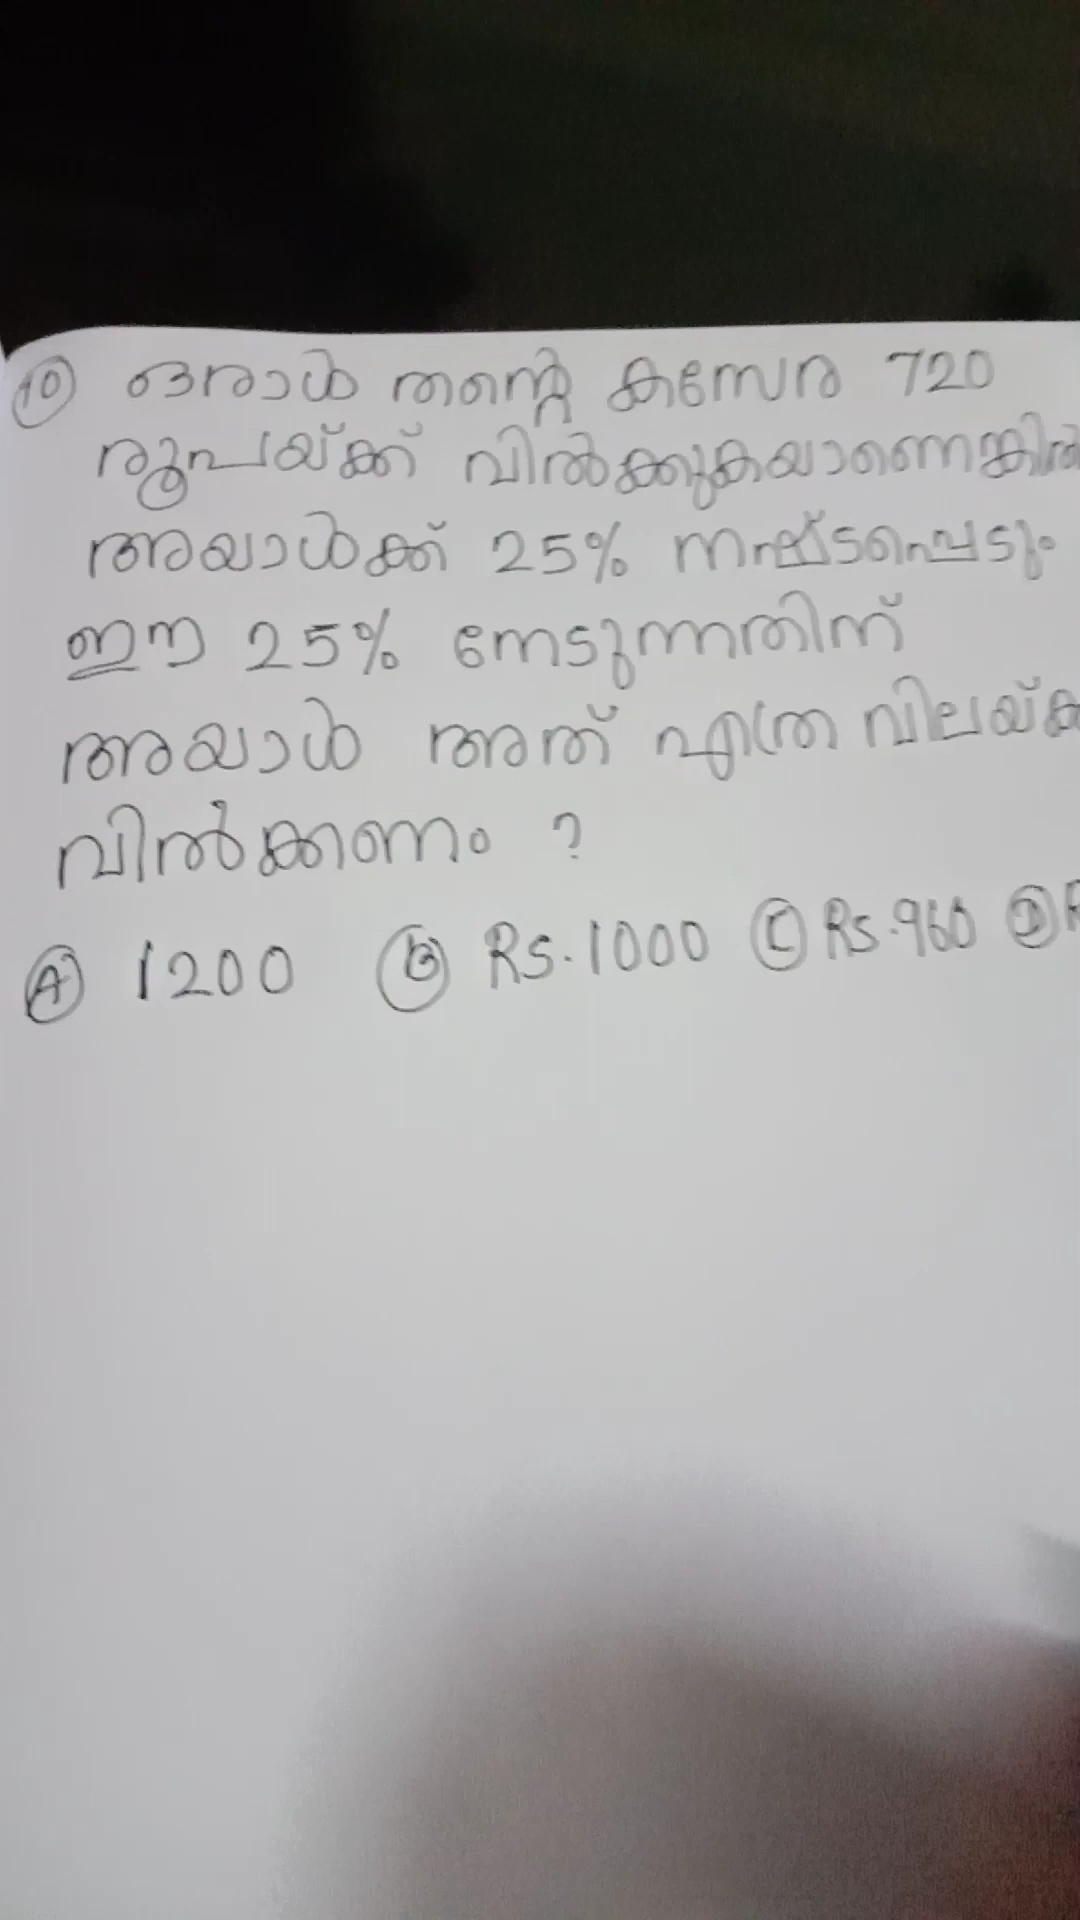 10 ഒരാൾ തന്റെ കസേര 720
രൂപയ്ക്ക് വിൽക്കുകയാണെങ്കിൽ
അയാൾക്ക് 25% നഷ്ടപ്പെടും
ഈ 25% നേടുന്നതിന്
അയാൾ അത് എത്ര വിലയ്ക
വിൽക്കണം ?
A 1200 B Rs.1000 C Rs.960 D R